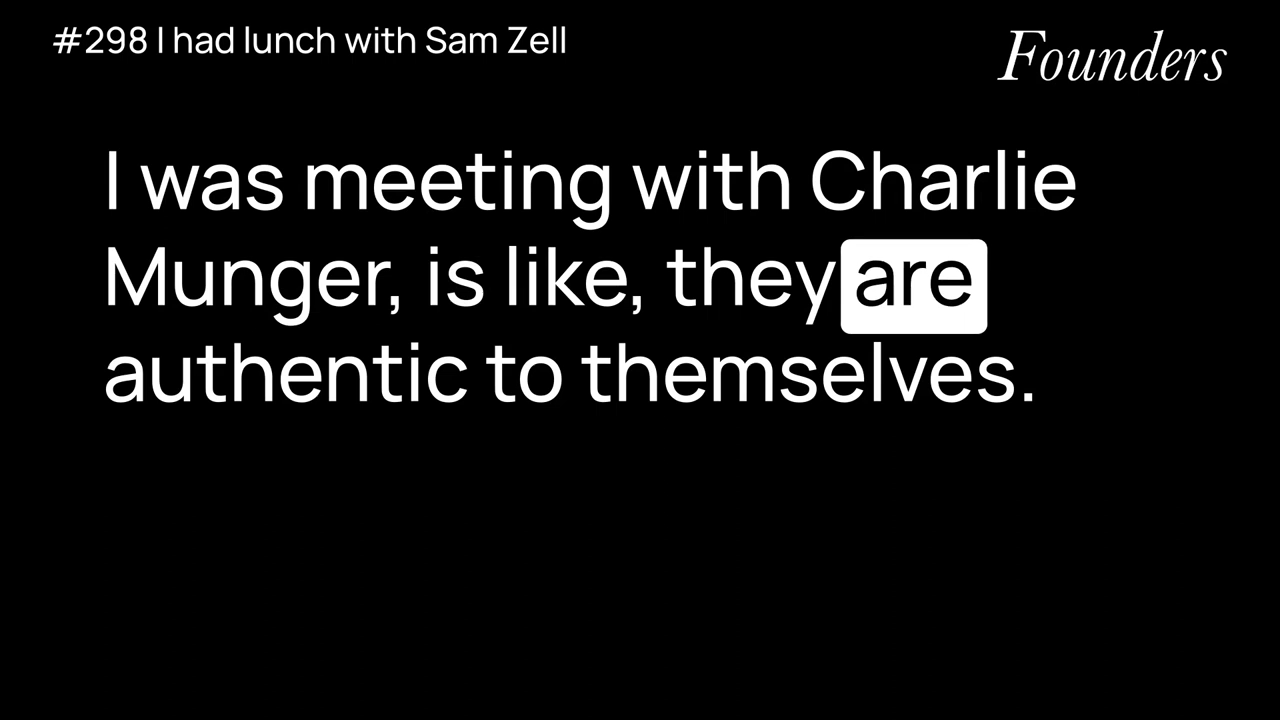 #298 I had lunch with Sam Zell
Founders
I was meeting with Charlie
Munger, is like, they are
authentic to themselves.